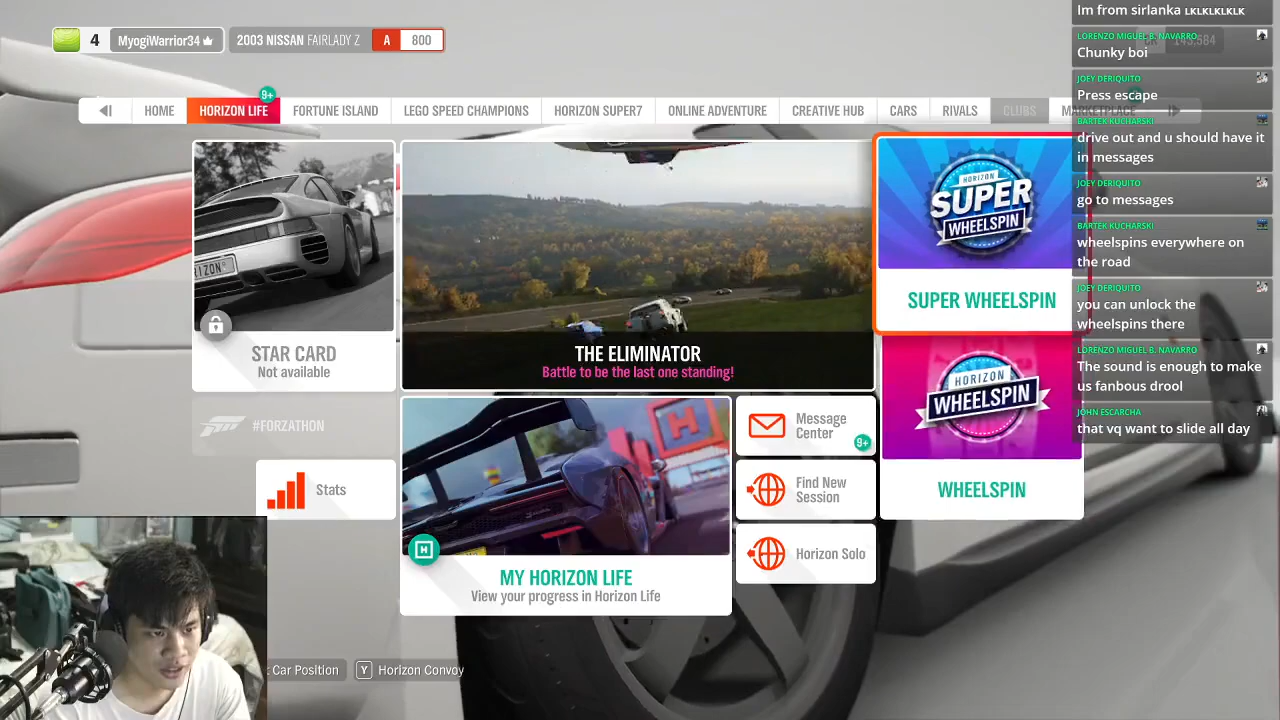 4 MyogiWarrior34 2003 NISSAN FAIRLADY Z A 800
HOME HORIZON LIFE 9+ FORTUNE ISLAND LEGO SPEED CHAMPIONS HORIZON SUPER7 ONLINE ADVENTURE CREATIVE HUB CARS RIVALS CLUBS MARKETPLACE
STAR CARD
Not available
#FORZATHON
Stats
THE ELIMINATOR
Battle to be the last one standing!
MY HORIZON LIFE
View your progress in Horizon Life
Message
Center
9+
Find New
Session
Horizon Solo
HORIZON
SUPER
WHEELSPIN
SUPER WHEELSPIN
HORIZON
WHEELSPIN
WHEELSPIN
Car Position Y Horizon Convoy
Im from sirlanka ʟᴋʟᴋʟᴋʟᴋ
LORENZO MIGUEL B. NAVARRO
Chunky boi
JOEY DERIQUITO
Press escape
BARTEK KUCHARSKI
drive out and u should have it
in messages
JOEY DERIQUITO
go to messages
BARTEK KUCHARSKI
wheelspins everywhere on
the road
JOEY DERIQUITO
you can unlock the
wheelspins there
LORENZO MIGUEL B. NAVARRO
The sound is enough to make
us fanbous drool
JOHN ESCARCHA
that vq want to slide all day